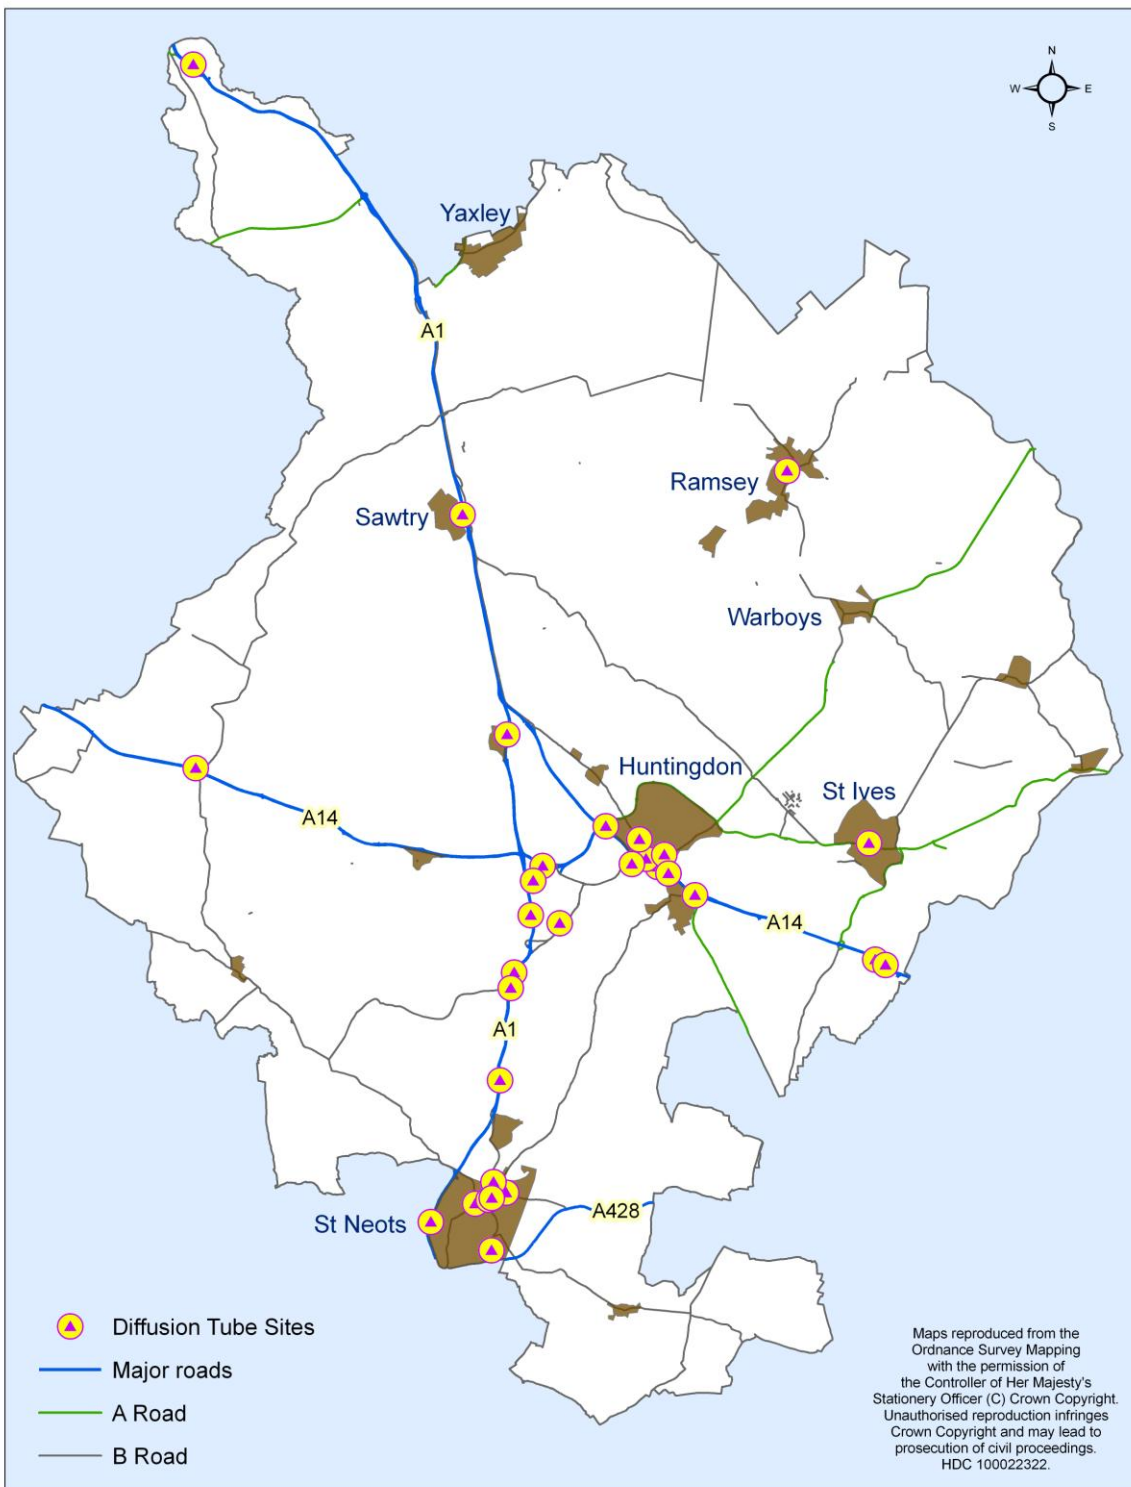 N
W E
S
Yaxley
A1
Ramsey
Sawtry
Warboys
Huntingdon
St Ives
A14
A14
A1
St Neots
A428
Diffusion Tube Sites
Major roads
A Road
B Road
Maps reproduced from the
Ordnance Survey Mapping
with the permission of
the Controller of Her Majesty's
Stationery Officer (C) Crown Copyright.
Unauthorised reproduction infringes
Crown Copyright and may lead to
prosecution of civil proceedings.
HDC 100022322.